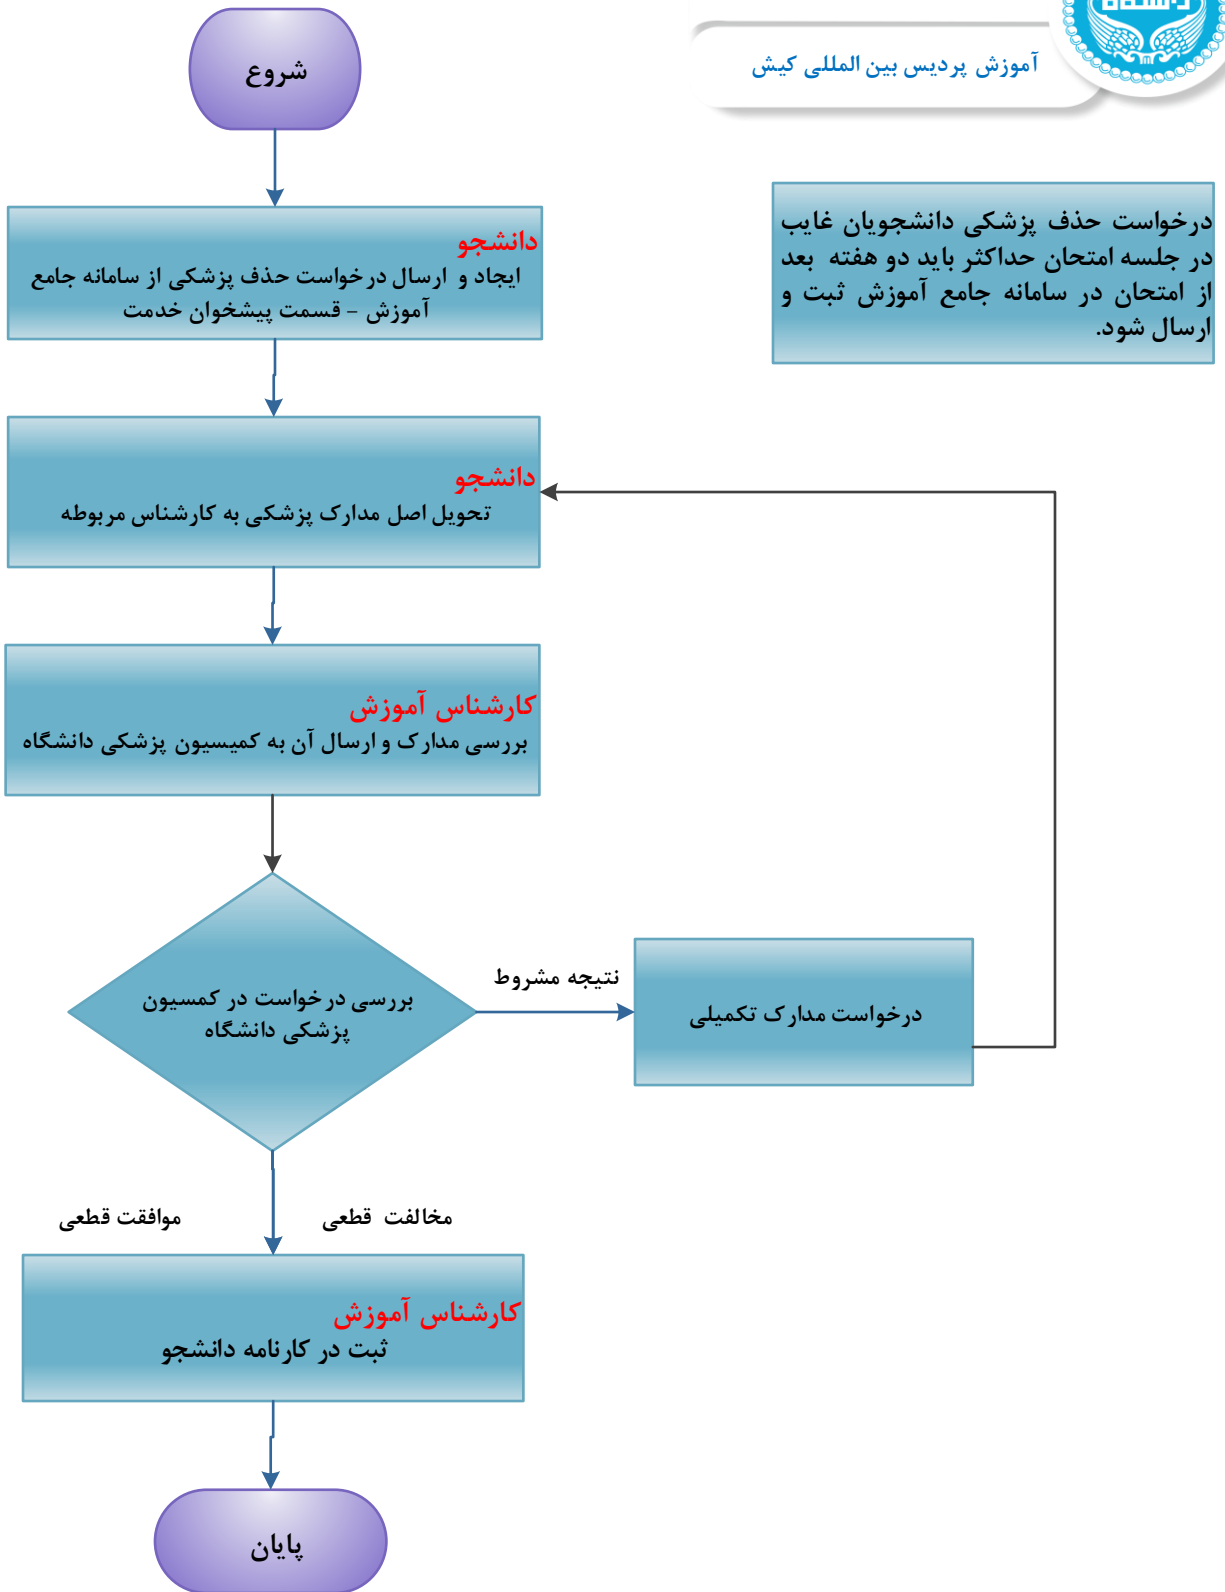 آموزش پردیس بین المللی کیش
شروع
درخواست حذف پزشکی دانشجویان غایب
در جلسه امتحان حداکثر باید دو هفته بعد
از امتحان در سامانه جامع آموزش ثبت و
ارسال شود.
دانشجو
ایجاد و ارسال درخواست حذف پزشکی از سامانه جامع
آموزش – قسمت پیشخوان خدمت
دانشجو
تحویل اصل مدارک پزشکی به کارشناس مربوطه
کارشناس آموزش
بررسی مدارک و ارسال آن به کمیسیون پزشکی دانشگاه
بررسی درخواست در کمسیون
پزشکی دانشگاه
نتیجه مشروط
درخواست مدارک تکمیلی
مخالفت قطعی
موافقت قطعی
کارشناس آموزش
ثبت در کارنامه دانشجو
پایان